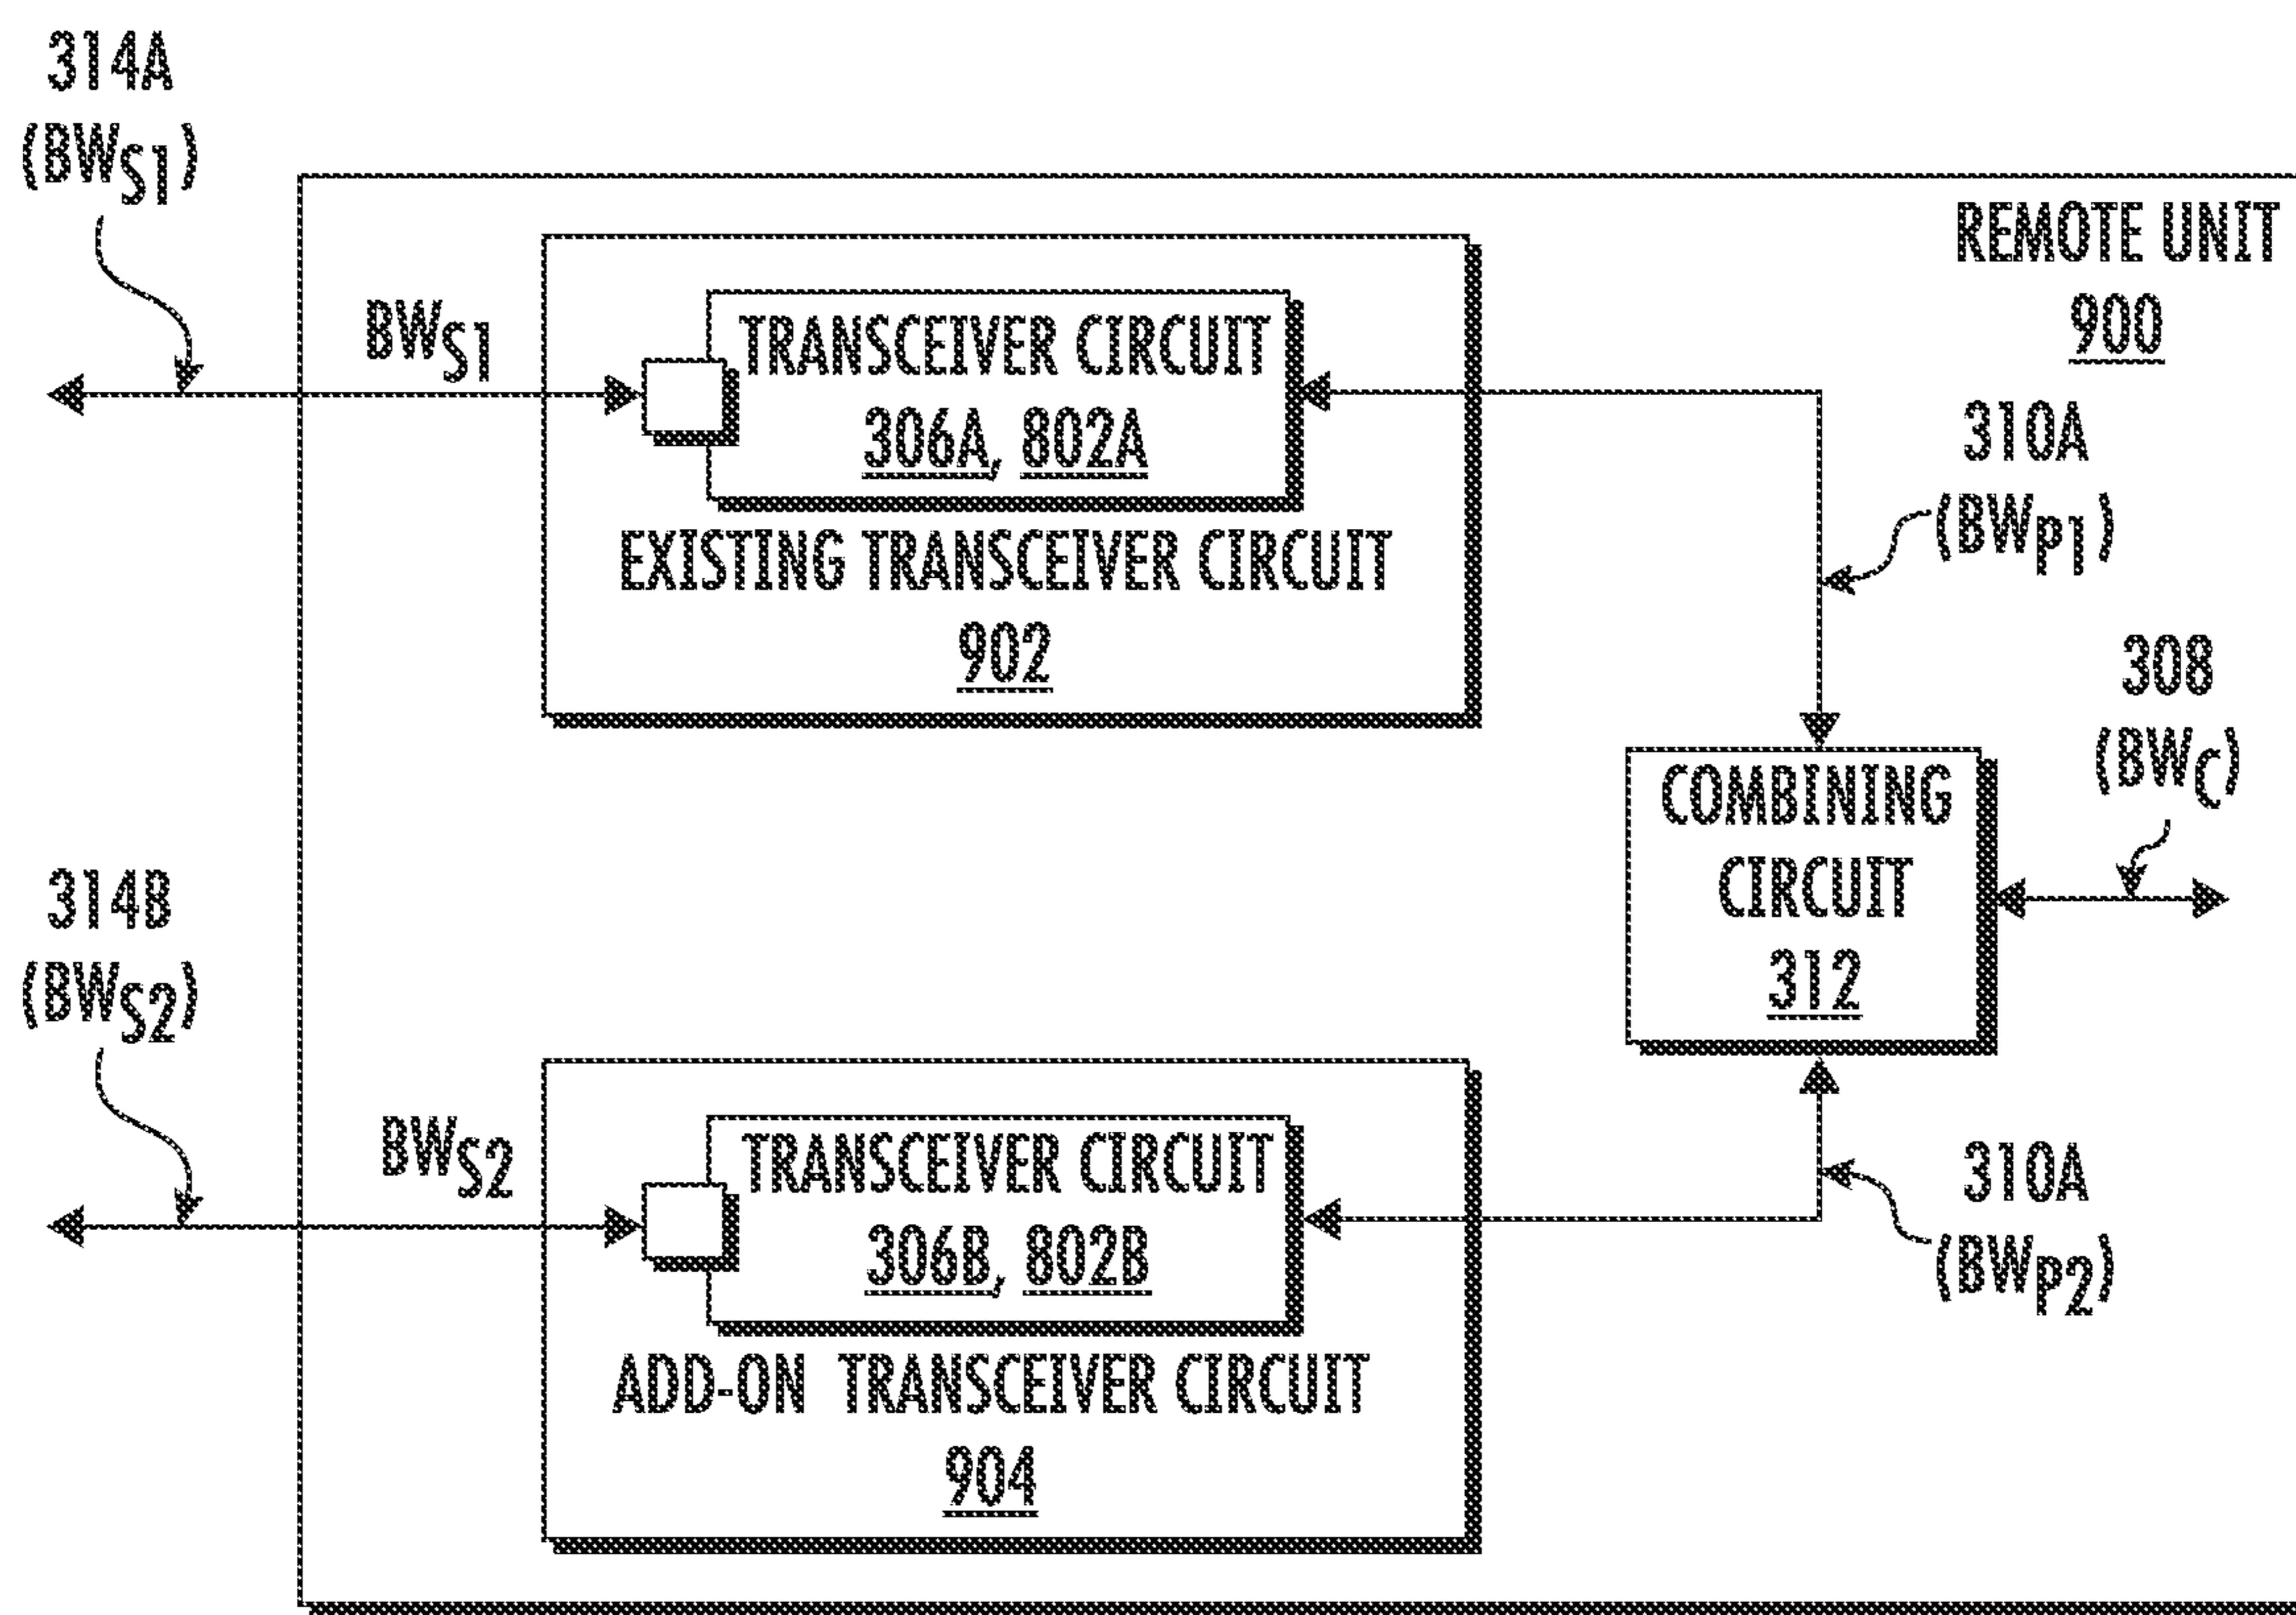 314A
(BWS1)
REMOTE UNIT
900
BWS1
TRANSCEIVER CIRCUIT
306A, 802A
EXISTING TRANSCEIVER CIRCUIT
902
310A
(BWP1)
308
(BWC)
COMBINING
CIRCUIT
312
314B
(BWS2)
BWS2
TRANSCEIVER CIRCUIT
306B, 802B
ADD-ON TRANSCEIVER CIRCUIT
904
310A
(BWP2)